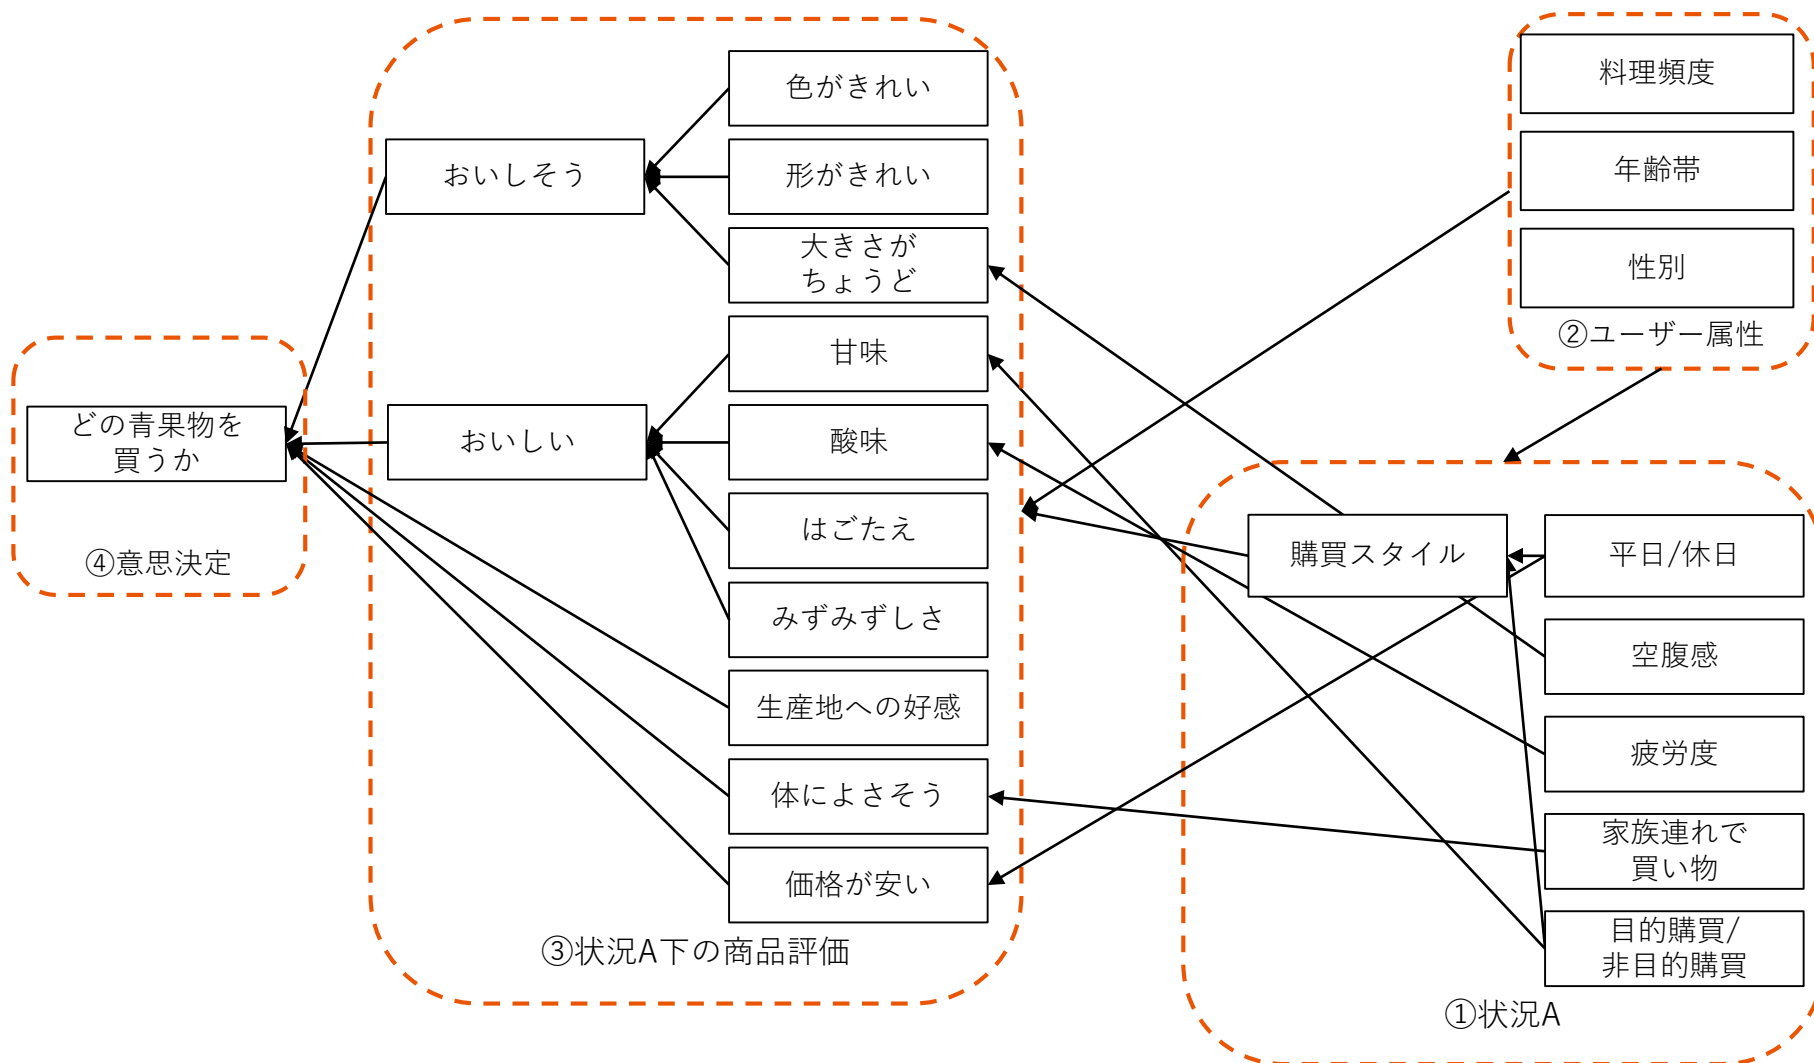 色がきれい
おいしそう
形がきれい
大きさが
ちょうど
甘味
どの青果物を
買うか
おいしい
酸味
はごたえ
④意思決定
みずみずしさ
生産地への好感
体によさそう
価格が安い
③状況A下の商品評価
料理頻度
年齢帯
性別
②ユーザー属性
購買スタイル
平日/休日
空腹感
疲労度
家族連れで
買い物
目的購買/
非目的購買
①状況A